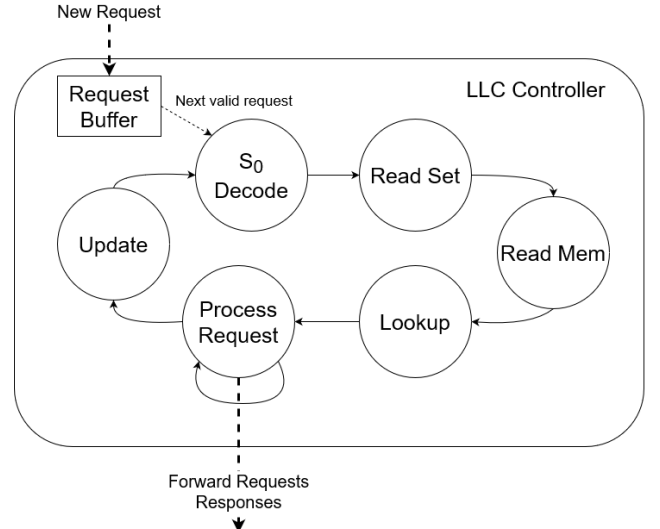 New Request
LLC Controller
Request
Buffer
Next valid request
S₀
Decode
Read Set
Update
Read Mem
Process
Request
Lookup
Forward Requests
Responses